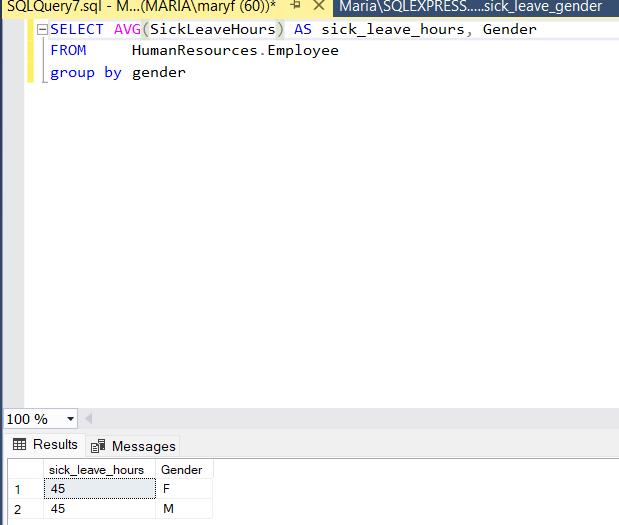 SQLQuery7.sql - M...(MARIA\maryf (60))* Maria\SQLEXPRESS.....sick_leave_gender
SELECT AVG(SickLeaveHours) AS sick_leave_hours, Gender
FROM HumanResources.Employee
group by gender
100 %
Results Messages
sick_leave_hours Gender
1 45 F
2 45 M